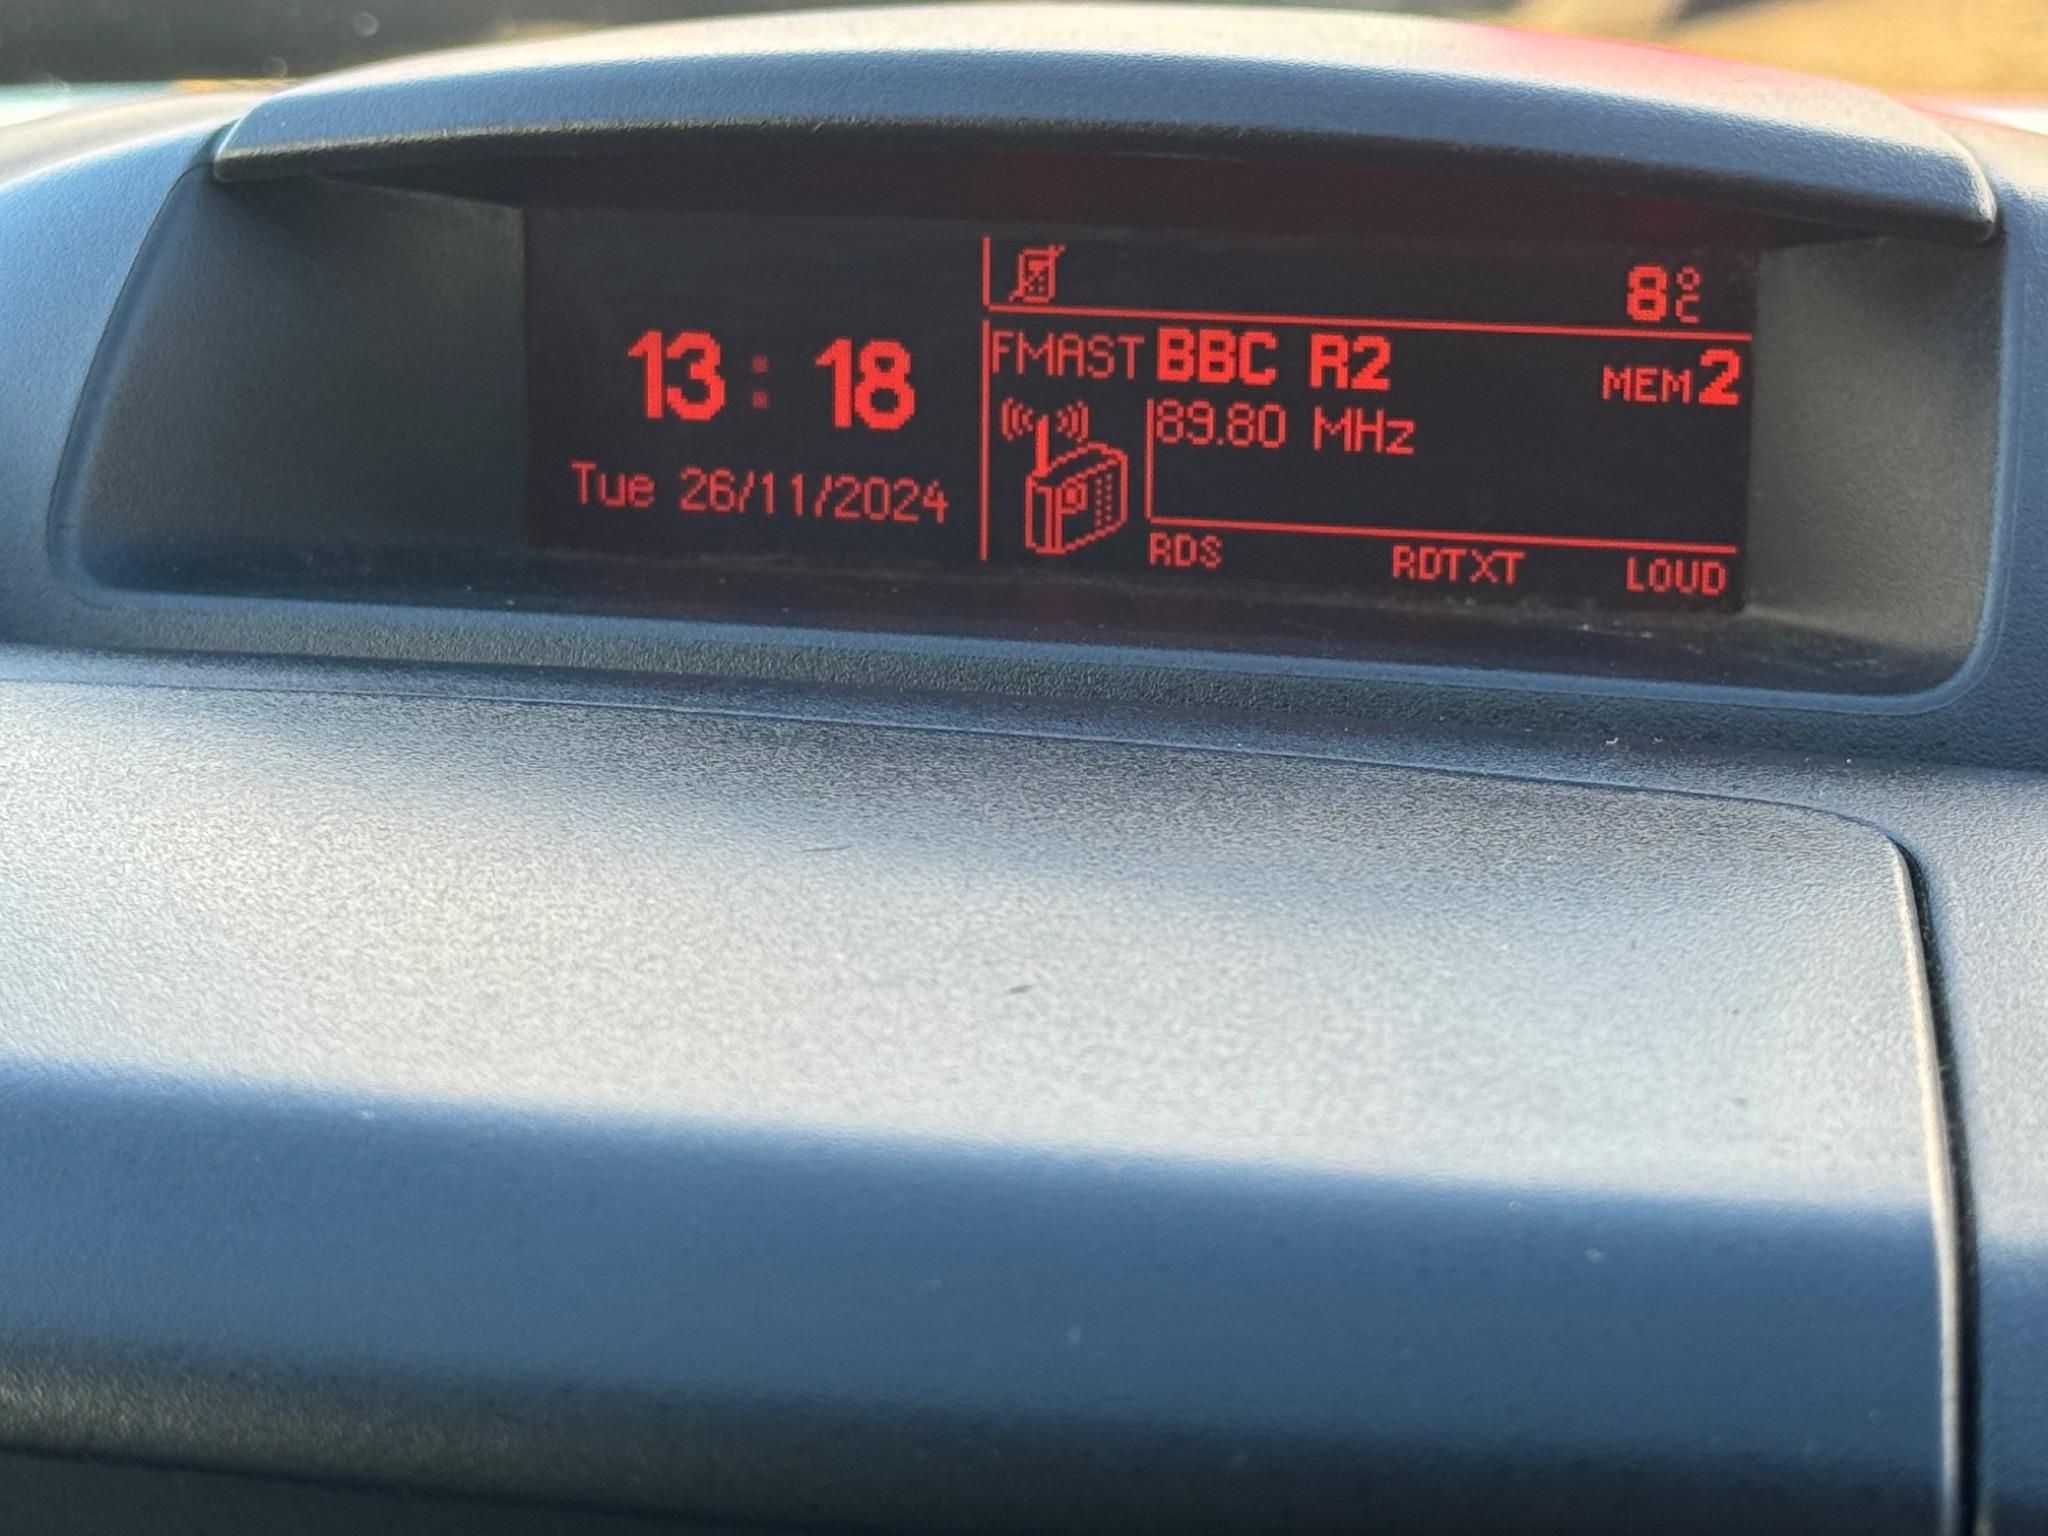 13:18
Tue 26/11/2024
8°C
FMAST BBC R2 MEM 2
89.80 MHz
RDS RDTXT LOUD